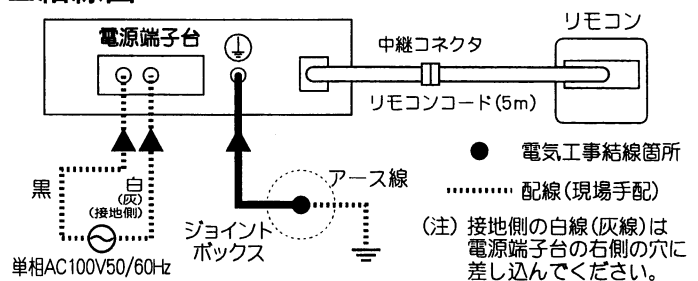 電源端子台
中継コネクタ
リモコン
リモコンコード(5m)
黒
白
(灰)
(接地側)
単相AC100V50/60Hz
アース線
ジョイント
ボックス
電気工事結線箇所
配線(現場手配)
(注) 接地側の白線(灰線)は
電源端子台の右側の穴に
差し込んでください。